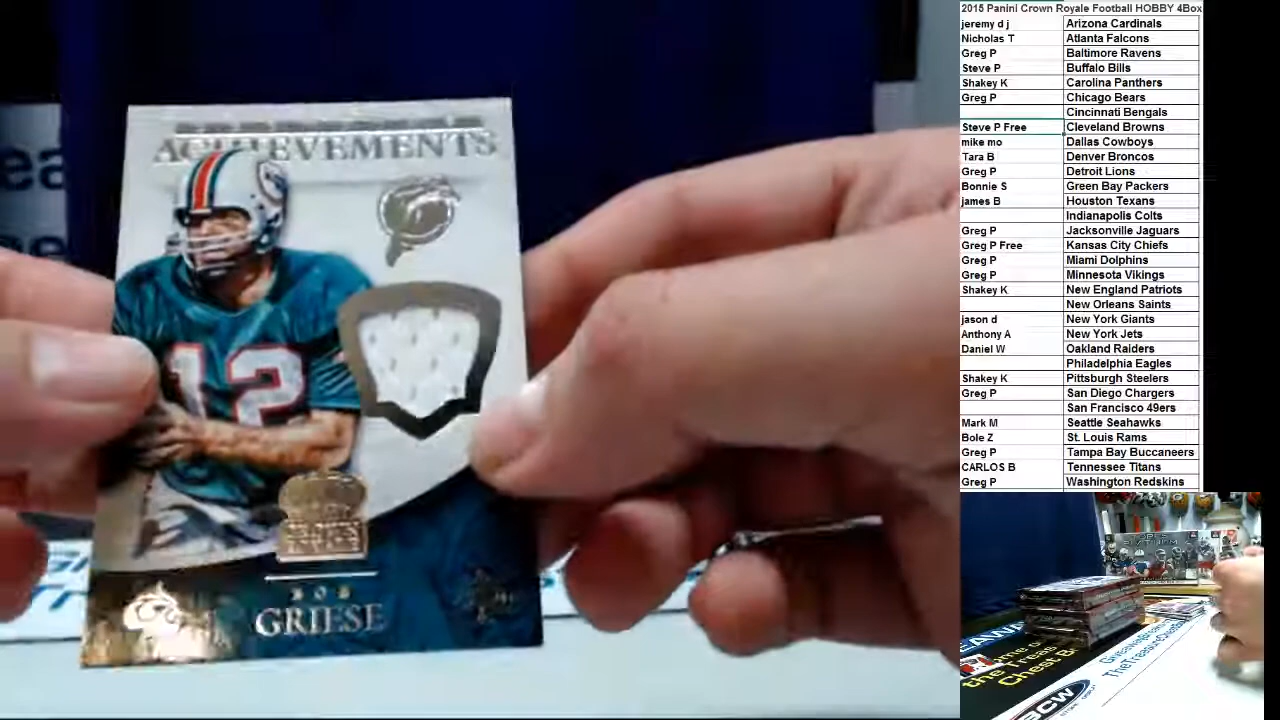 ACHIEVEMENTS
12
BOB
GRIESE
2015 Panini Crown Royale Football HOBBY 4Box
jeremy d j Arizona Cardinals
Nicholas T Atlanta Falcons
Greg P Baltimore Ravens
Steve P Buffalo Bills
Shakey K Carolina Panthers
Greg P Chicago Bears
Cincinnati Bengals
Steve P Free Cleveland Browns
mike mo Dallas Cowboys
Tara B Denver Broncos
Greg P Detroit Lions
Bonnie S Green Bay Packers
james B Houston Texans
Indianapolis Colts
Greg P Jacksonville Jaguars
Greg P Free Kansas City Chiefs
Greg P Miami Dolphins
Greg P Minnesota Vikings
Shakey K New England Patriots
New Orleans Saints
jason d New York Giants
Anthony A New York Jets
Daniel W Oakland Raiders
Philadelphia Eagles
Shakey K Pittsburgh Steelers
Greg P San Diego Chargers
San Francisco 49ers
Mark M Seattle Seahawks
Bole Z St. Louis Rams
Greg P Tampa Bay Buccaneers
CARLOS B Tennessee Titans
Greg P Washington Redskins
EAWA
the Treas
Chest B
TheTreasureChest
BCW